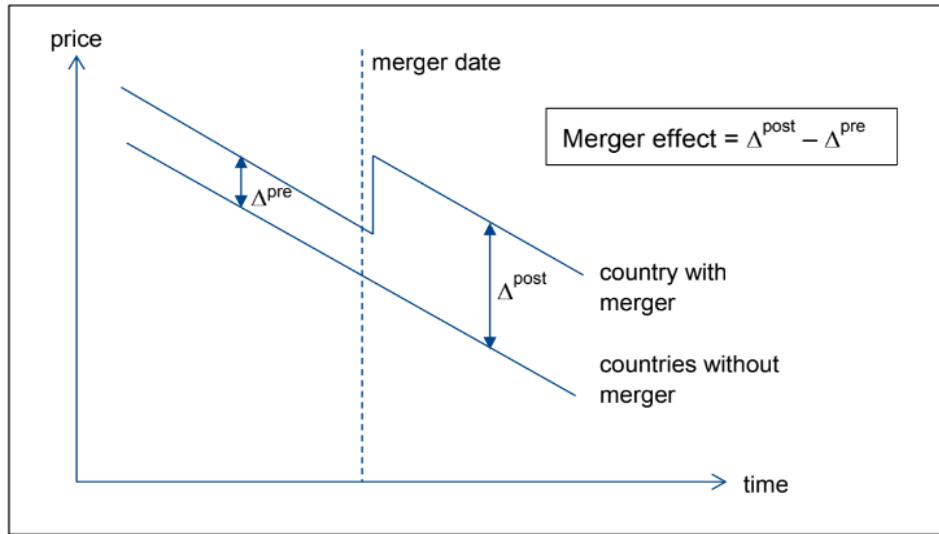 price
merger date
Merger effect = Δpost – Δpre
Δpre
Δpost
country with
merger
countries without
merger
time